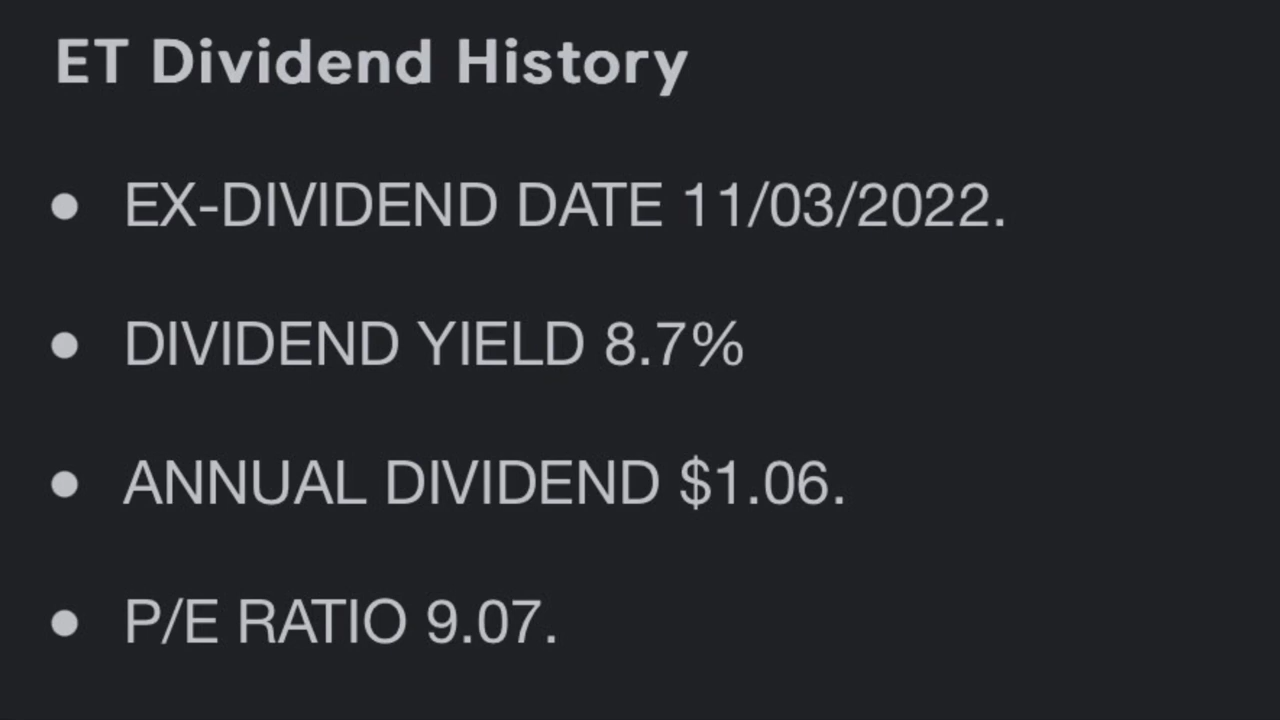 ET Dividend History
● EX-DIVIDEND DATE 11/03/2022.
● DIVIDEND YIELD 8.7%
● ANNUAL DIVIDEND $1.06.
● P/E RATIO 9.07.